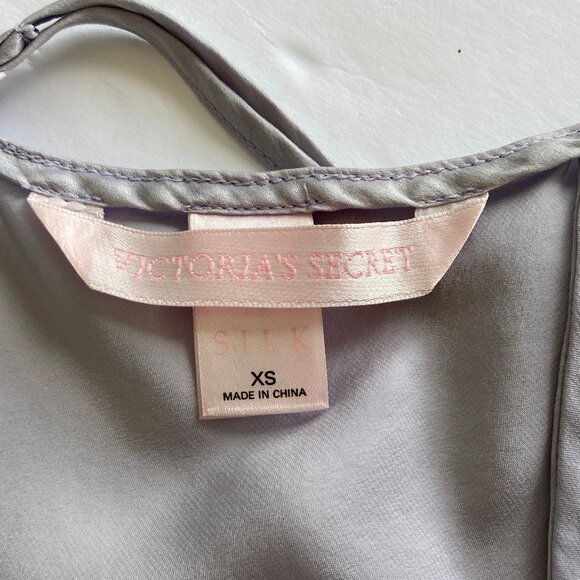 VICTORIA'S SECRET
SILK
XS
MADE IN CHINA